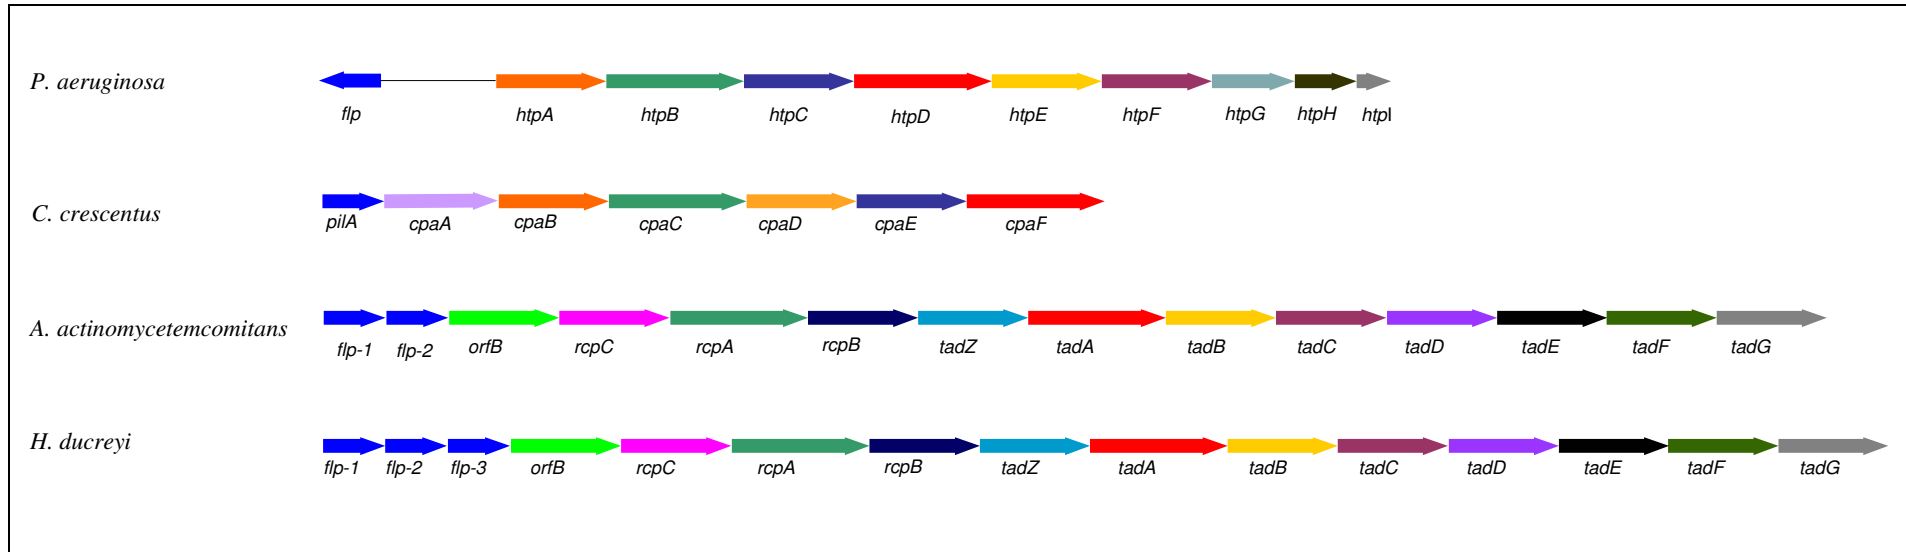 P. aeruginosa
flp htpA htpB htpC htpD htpE htpF htpG htpH htpI
C. crescentus
pilA cpaA cpaB cpaC cpaD cpaE cpaF
A. actinomycetemcomitans
flp-1 flp-2 orfB rcpC rcpA rcpB tadZ tadA tadB tadC tadD tadE tadF tadG
H. ducreyi
flp-1 flp-2 flp-3 orfB rcpC rcpA rcpB tadZ tadA tadB tadC tadD tadE tadF tadG